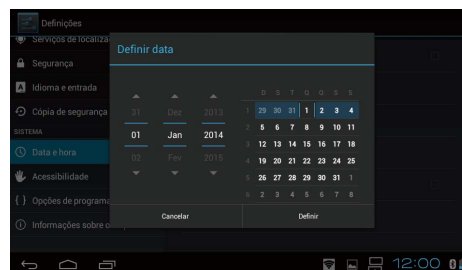 Definições
Serviços de localiza
Segurança
Idioma e entrada
Cópia de segurança
SISTEMA
Data e hora
Acessibilidade
{ } Opções de programa
Informações sobre o
Definir data
31 Dez 2013
01 Jan 2014
02 Fev 2015
D S T Q Q S S
1 29 30 31 1 2 3 4
2 5 6 7 8 9 10 11
3 12 13 14 15 16 17 18
4 19 20 21 22 23 24 25
5 26 27 28 29 30 31 1
6 2 3 4 5 6 7 8
Cancelar
Definir
12:00